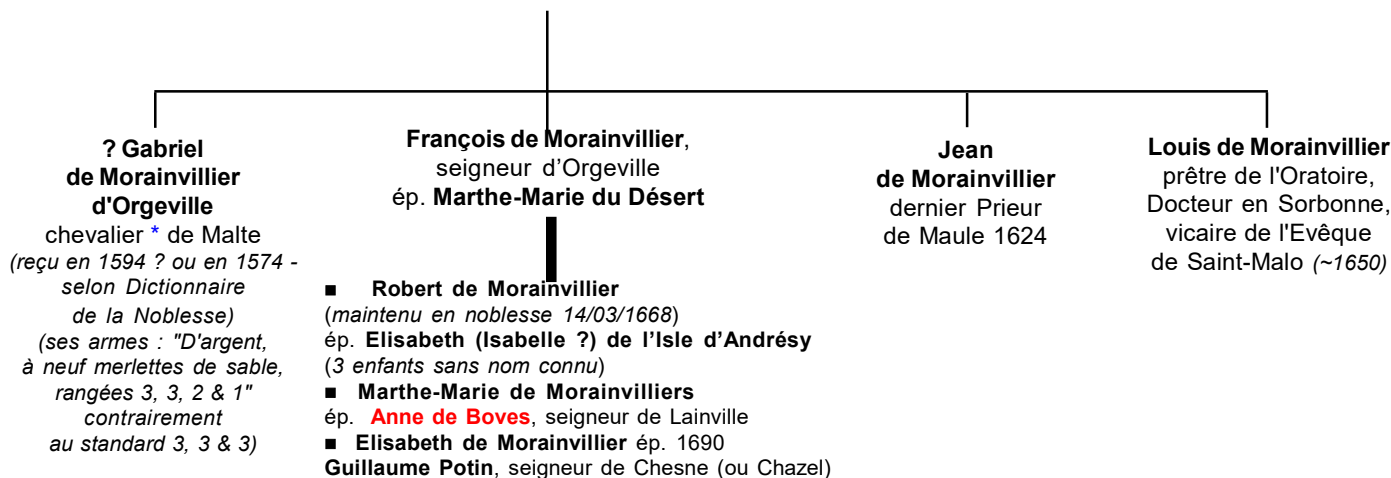 ? Gabriel
de Morainvillier
d'Orgeville
chevalier * de Malte
(reçu en 1594 ? ou en 1574 -
selon Dictionnaire
de la Noblesse)
(ses armes : "D'argent,
à neuf merlettes de sable,
rangées 3, 3, 2 & 1"
contrairement
au standard 3, 3 & 3)
François de Morainvillier,
seigneur d’Orgeville
ép. Marthe-Marie du Désert
■ Robert de Morainvillier
(maintenu en noblesse 14/03/1668)
ép. Elisabeth (Isabelle ?) de l’Isle d’Andrésy
(3 enfants sans nom connu)
■ Marthe-Marie de Morainvilliers
ép. Anne de Boves, seigneur de Lainville
■ Elisabeth de Morainvillier ép. 1690
Guillaume Potin, seigneur de Chesne (ou Chazel)
Jean
de Morainvillier
dernier Prieur
de Maule 1624
Louis de Morainvillier
prêtre de l'Oratoire,
Docteur en Sorbonne,
vicaire de l'Evêque
de Saint-Malo (~1650)